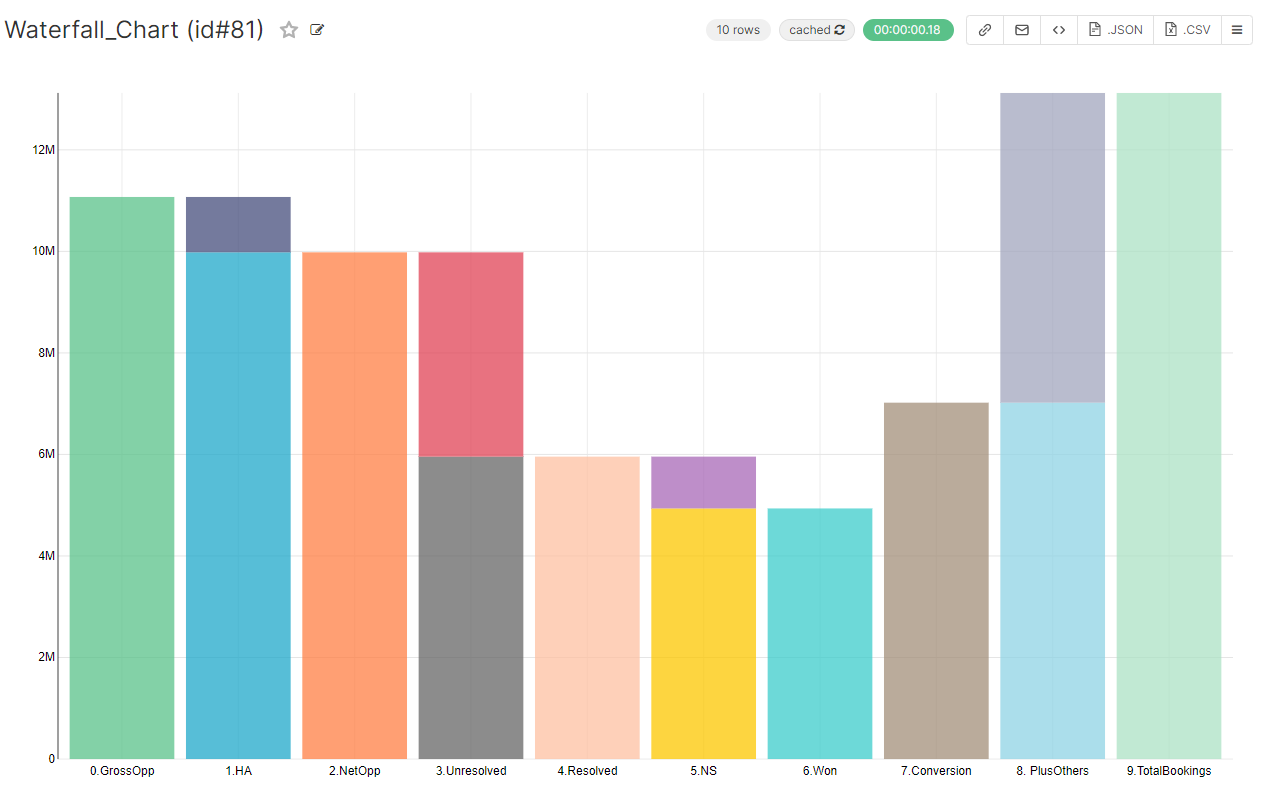 Waterfall_Chart (id#81)
10 rows
cached
00:00:00.18
.JSON
.CSV
12M
10M
8M
6M
4M
2M
0
0.GrossOpp
1.HA
2.NetOpp
3.Unresolved
4.Resolved
5.NS
6.Won
7.Conversion
8. PlusOthers
9.TotalBookings